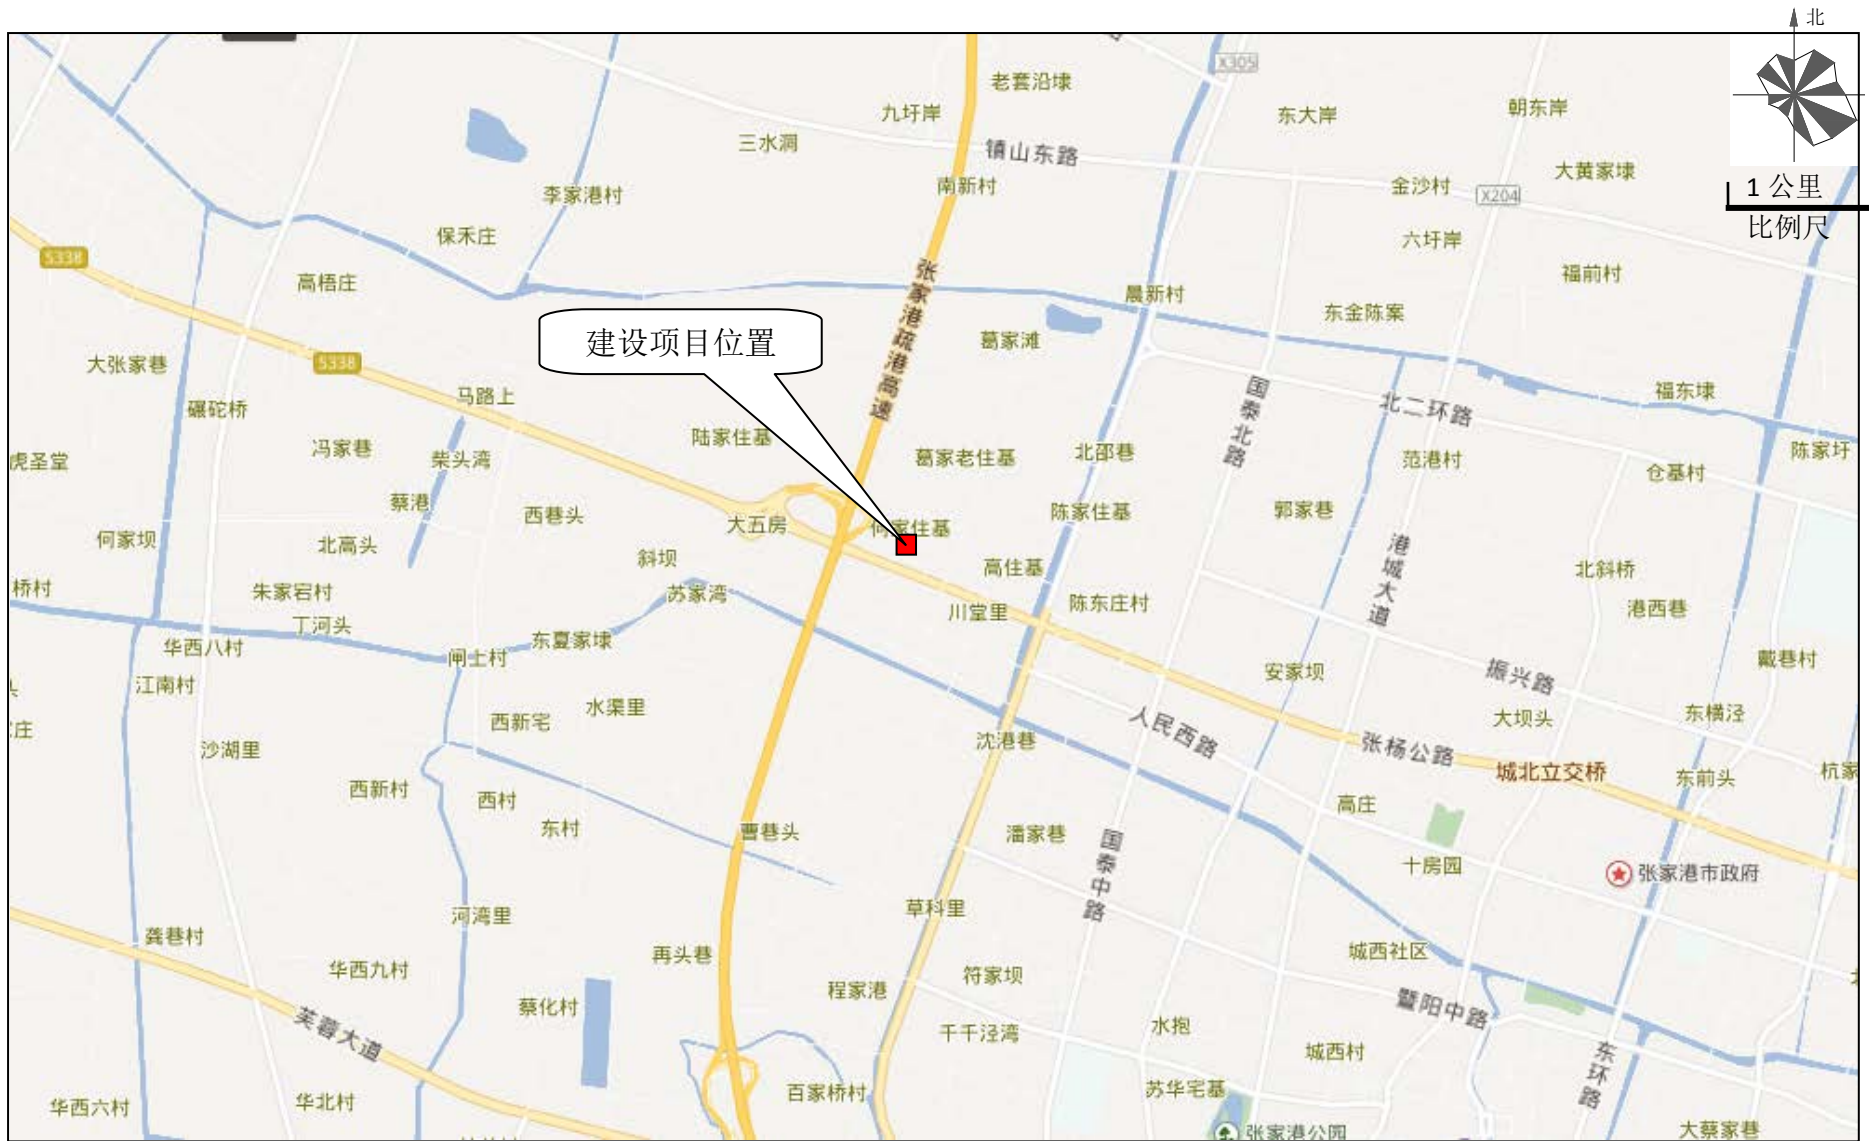 北
X305
老套沿埭
九圩岸
东大岸
朝东岸
三水洞
镇山东路
大黄家埭
南新村
金沙村
X204
1 公里
李家港村
比例尺
保禾庄
六圩岸
S338
张家港疏港高速
福前村
高梧庄
晨新村
东金陈案
建设项目位置
葛家滩
大张家巷
S338
国泰北路
福东埭
马路上
北二环路
碾砣桥
陆家住基
冯家巷
葛家老住基
北邵巷
陈家圩
虎圣堂
柴头湾
范港村
仓基村
蔡港
西巷头
大五房
何家住基
陈家住基
郭家巷
何家坝
北高头
斜坝
高住基
港城大道
北斜桥
桥村
朱家宕村
苏家湾
川堂里
陈东庄村
港西巷
丁河头
华西八村
东夏家埭
闸士村
戴巷村
江南村
安家坝
振兴路
庄
西新宅
水渠里
人民西路
大坝头
东横泾
沙湖里
沈港巷
张杨公路
城北立交桥
东前头
杭家
西新村
西村
高庄
东村
曹巷头
潘家巷
国泰中路
十房园
张家港市政府
河湾里
草科里
龚巷村
再头巷
城西社区
华西九村
符家坝
蔡化村
程家港
暨阳中路
芙蓉大道
千千泾湾
水抱
城西村
东环路
百家桥村
苏华宅基
华西六村
华北村
张家港公园
大蔡家巷